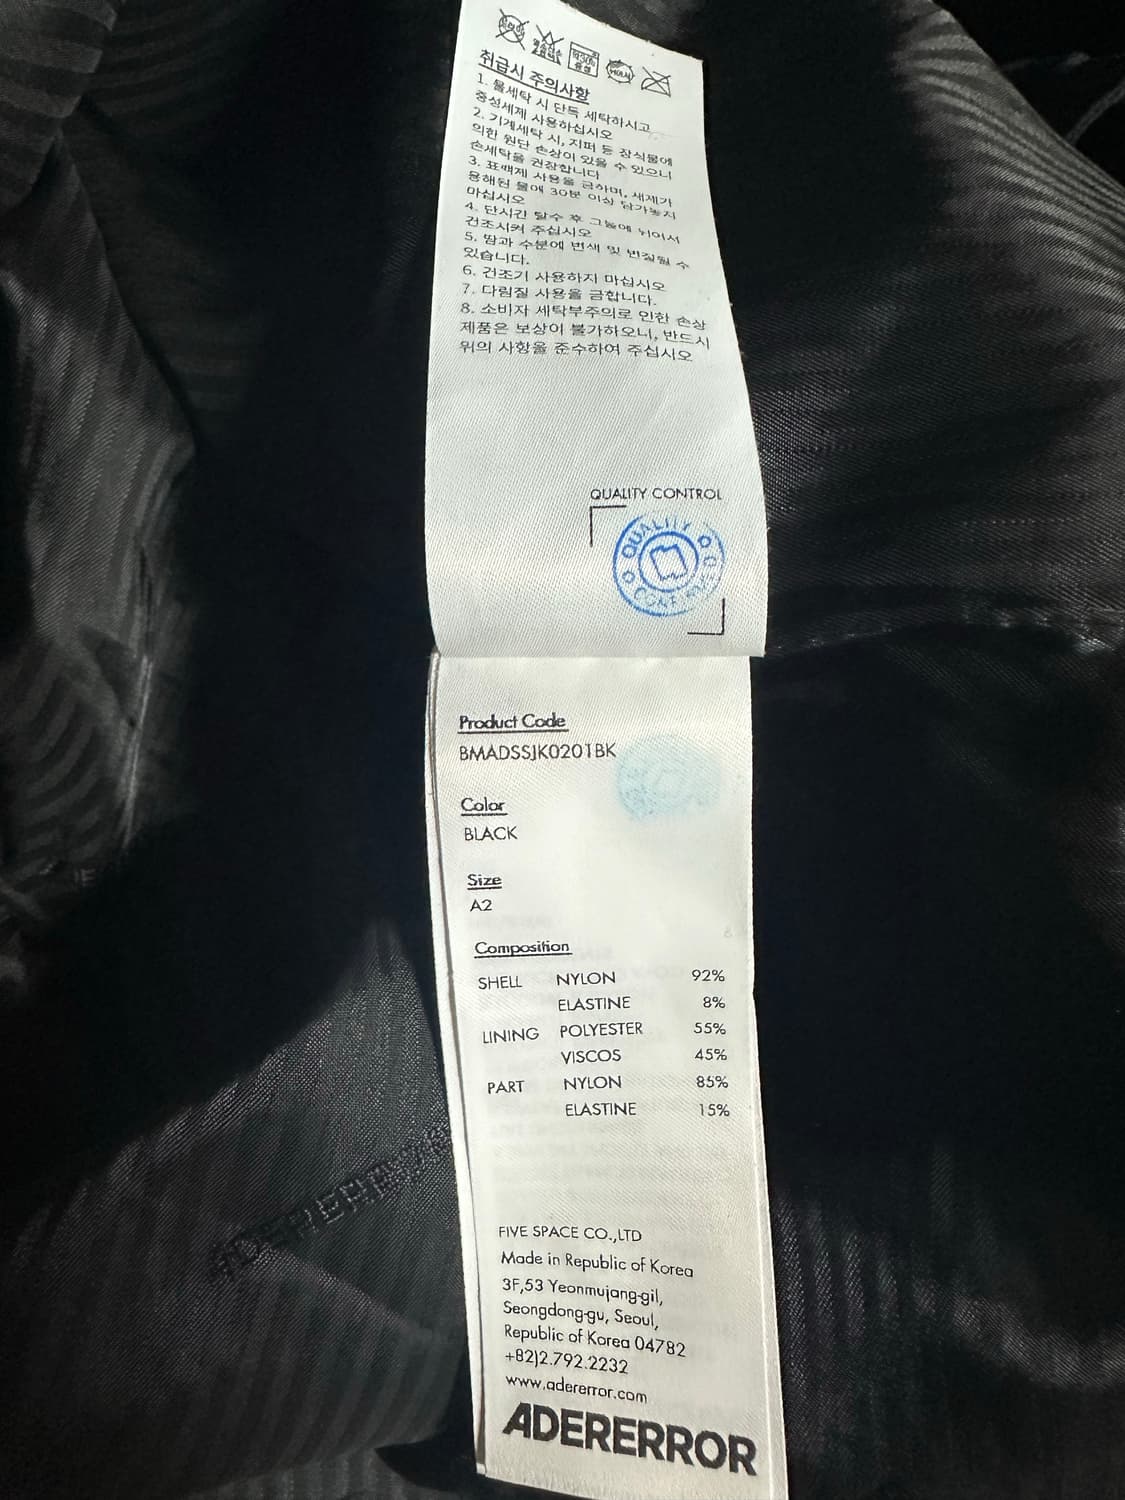 취급시 주의사항
1. 물세탁 시 단독 세탁하시고
중성세제 사용하십시오
2. 기계세탁 시, 지퍼 등 장식물에
의한 원단 손상이 있을 수 있으니
손세탁을 권장합니다
3. 표백제 사용을 금하며, 세제가
용해된 물에 30분 이상 담가놓지
마십시오
4. 단시간 탈수 후 그늘에 뉘어서
건조시켜 주십시오
5. 땀과 수분에 변색 및 변질될 수
있습니다.
6. 건조기 사용하지 마십시오
7. 다림질 사용을 금합니다.
8. 소비자 세탁부주의로 인한 손상
제품은 보상이 불가하오니, 반드시
위의 사항을 준수하여 주십시오
QUALITY CONTROL
QUALITY
Product Code
BMADSSJK0201BK
Color
BLACK
Size
A2
Composition
SHELL NYLON 92%
ELASTINE 8%
LINING POLYESTER 55%
VISCOS 45%
PART NYLON 85%
ELASTINE 15%
FIVE SPACE CO.,LTD
Made in Republic of Korea
3F,53 Yeonmujang-gil,
Seongdong-gu, Seoul,
Republic of Korea 04782
+82)2.792.2232
www.adererror.com
ADERERROR